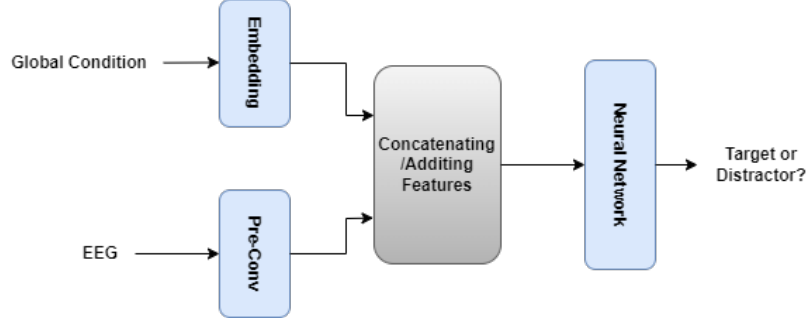 Global Condition
Embedding
EEG
Pre-Conv
Concatenating
/Additing
Features
Neural Network
Target or
Distractor?